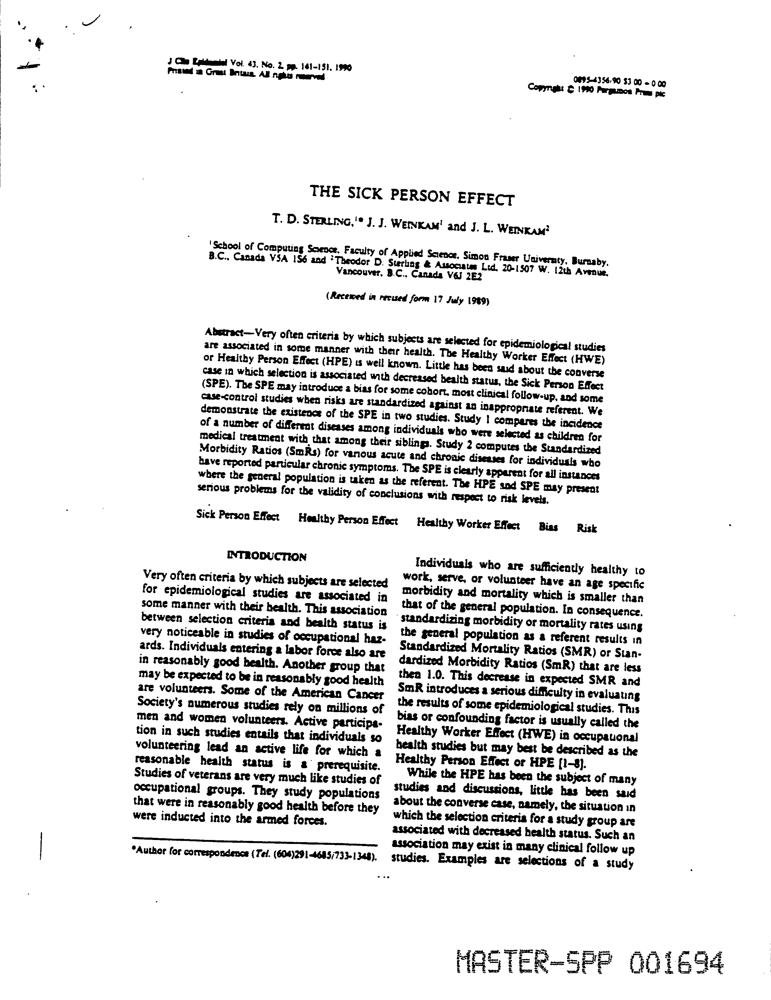 J Clin Epidemiol Vol. 43, No. 2, pp. 141-151, 1990
Printed in Great Britain. All rights reserved
0895-4356/90 $3.00 + 0.00
Copyright © 1990 Pergamon Press plc
THE SICK PERSON EFFECT
T. D. STERLING,¹* J. J. WEINKAM¹ and J. L. WEINKAM²
¹School of Computing Science, Faculty of Applied Science, Simon Fraser University, Burnaby,
B.C., Canada V5A 1S6 and ²Theodor D. Sterling & Associates Ltd, 20-1507 W. 12th Avenue,
Vancouver, B.C., Canada V6J 2E2
(Received in revised form 17 July 1989)
Abstract—Very often criteria by which subjects are selected for epidemiological studies
are associated in some manner with their health. The Healthy Worker Effect (HWE)
or Healthy Person Effect (HPE) is well known. Little has been said about the converse
case in which selection is associated with decreased health status, the Sick Person Effect
(SPE). The SPE may introduce a bias for some cohort, most clinical follow-up, and some
case-control studies when risks are standardized against an inappropriate referent. We
demonstrate the existence of the SPE in two studies. Study 1 compares the incidence
of a number of different diseases among individuals who were selected as children for
medical treatment with that among their siblings. Study 2 computes the Standardized
Morbidity Ratios (SmRs) for various acute and chronic diseases for individuals who
have reported particular chronic symptoms. The SPE is clearly apparent for all instances
where the general population is taken as the referent. The HPE and SPE may present
serious problems for the validity of conclusions with respect to risk levels.
Sick Person Effect Healthy Person Effect Healthy Worker Effect Bias Risk
INTRODUCTION
Very often criteria by which subjects are selected
for epidemiological studies are associated in
some manner with their health. This association
between selection criteria and health status is
very noticeable in studies of occupational haz-
ards. Individuals entering a labor force also are
in reasonably good health. Another group that
may be expected to be in reasonably good health
are volunteers. Some of the American Cancer
Society's numerous studies rely on millions of
men and women volunteers. Active participa-
tion in such studies entails that individuals so
volunteering lead an active life for which a
reasonable health status is a prerequisite.
Studies of veterans are very much like studies of
occupational groups. They study populations
that were in reasonably good health before they
were inducted into the armed forces.
*Author for correspondence (Tel. (604)291-4685/733-1348).
Individuals who are sufficiently healthy to
work, serve, or volunteer have an age specific
morbidity and mortality which is smaller than
that of the general population. In consequence,
standardizing morbidity or mortality rates using
the general population as a referent results in
Standardized Mortality Ratios (SMR) or Stan-
dardized Morbidity Ratios (SmR) that are less
then 1.0. This decrease in expected SMR and
SmR introduces a serious difficulty in evaluating
the results of some epidemiological studies. This
bias or confounding factor is usually called the
Healthy Worker Effect (HWE) in occupational
health studies but may best be described as the
Healthy Person Effect or HPE [1-8].
While the HPE has been the subject of many
studies and discussions, little has been said
about the converse case, namely, the situation in
which the selection criteria for a study group are
associated with decreased health status. Such an
association may exist in many clinical follow up
studies. Examples are selections of a study
MASTER-SPP 001694